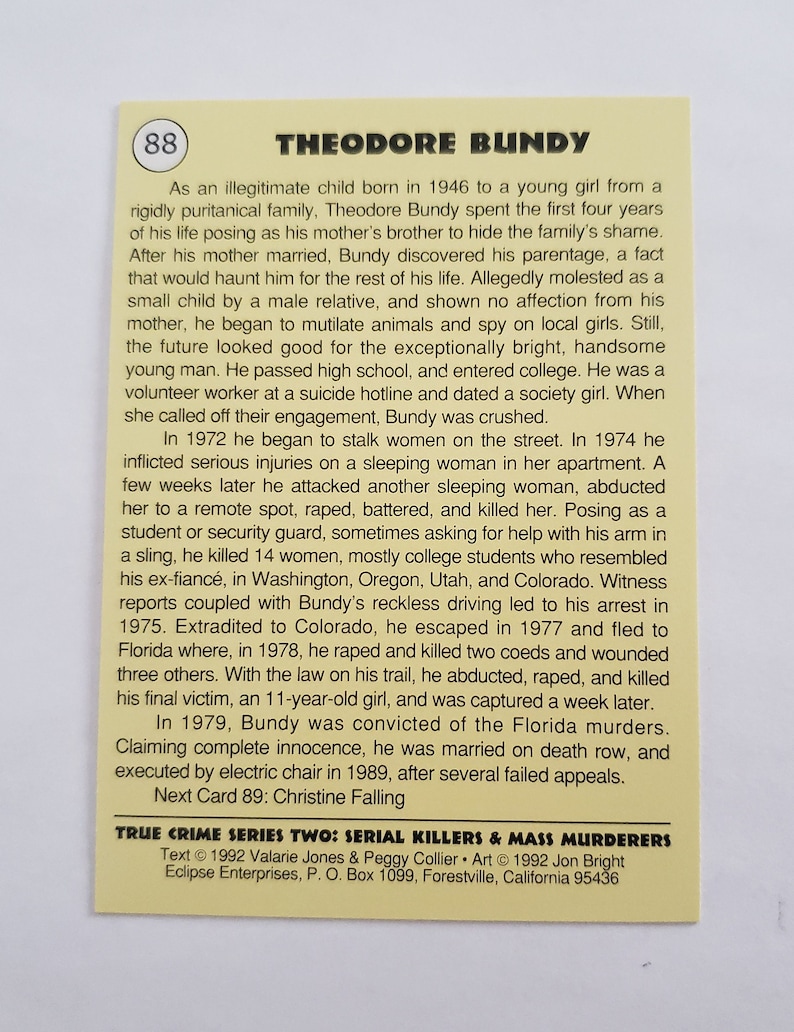 88
THEODORE BUNDY
As an illegitimate child born in 1946 to a young girl from a
rigidly puritanical family, Theodore Bundy spent the first four years
of his life posing as his mother's brother to hide the family's shame.
After his mother married, Bundy discovered his parentage, a fact
that would haunt him for the rest of his life. Allegedly molested as a
small child by a male relative, and shown no affection from his
mother, he began to mutilate animals and spy on local girls. Still,
the future looked good for the exceptionally bright, handsome
young man. He passed high school, and entered college. He was a
volunteer worker at a suicide hotline and dated a society girl. When
she called off their engagement, Bundy was crushed.
In 1972 he began to stalk women on the street. In 1974 he
inflicted serious injuries on a sleeping woman in her apartment. A
few weeks later he attacked another sleeping woman, abducted
her to a remote spot, raped, battered, and killed her. Posing as a
student or security guard, sometimes asking for help with his arm in
a sling, he killed 14 women, mostly college students who resembled
his ex-fiancé, in Washington, Oregon, Utah, and Colorado. Witness
reports coupled with Bundy's reckless driving led to his arrest in
1975. Extradited to Colorado, he escaped in 1977 and fled to
Florida where, in 1978, he raped and killed two coeds and wounded
three others. With the law on his trail, he abducted, raped, and killed
his final victim, an 11-year-old girl, and was captured a week later.
In 1979, Bundy was convicted of the Florida murders.
Claiming complete innocence, he was married on death row, and
executed by electric chair in 1989, after several failed appeals.
Next Card 89: Christine Falling
TRUE CRIME SERIES TWO: SERIAL KILLERS & MASS MURDERERS
Text © 1992 Valarie Jones & Peggy Collier • Art © 1992 Jon Bright
Eclipse Enterprises, P. O. Box 1099, Forestville, California 95436